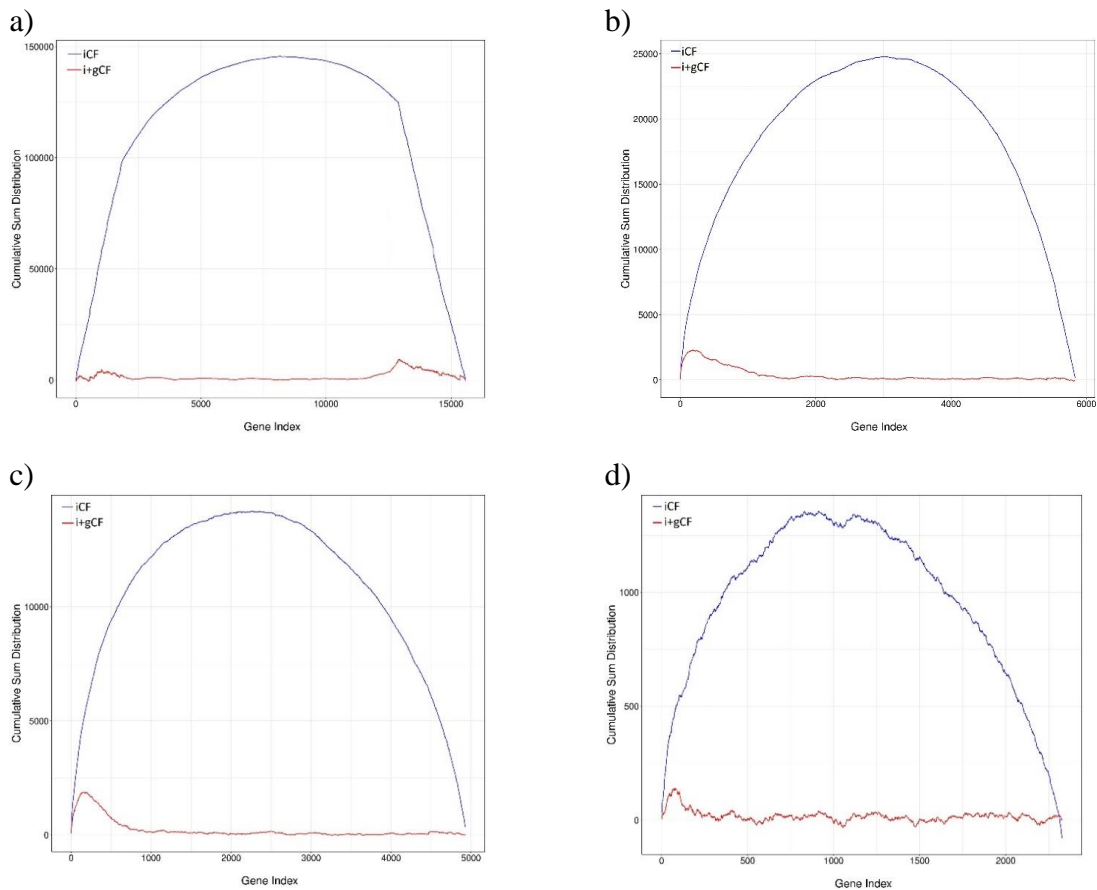 a)
iCF
i+gCF
150000
100000
50000
0
Cumulative Sum Distribution
0
5000
10000
15000
Gene Index
b)
iCF
i+gCF
25000
20000
15000
10000
5000
0
Cumulative Sum Distribution
0
2000
4000
6000
Gene Index
c)
iCF
i+gCF
10000
5000
0
Cumulative Sum Distribution
0
1000
2000
3000
4000
5000
Gene Index
d)
iCF
i+gCF
1000
500
0
Cumulative Sum Distribution
0
500
1000
1500
2000
Gene Index